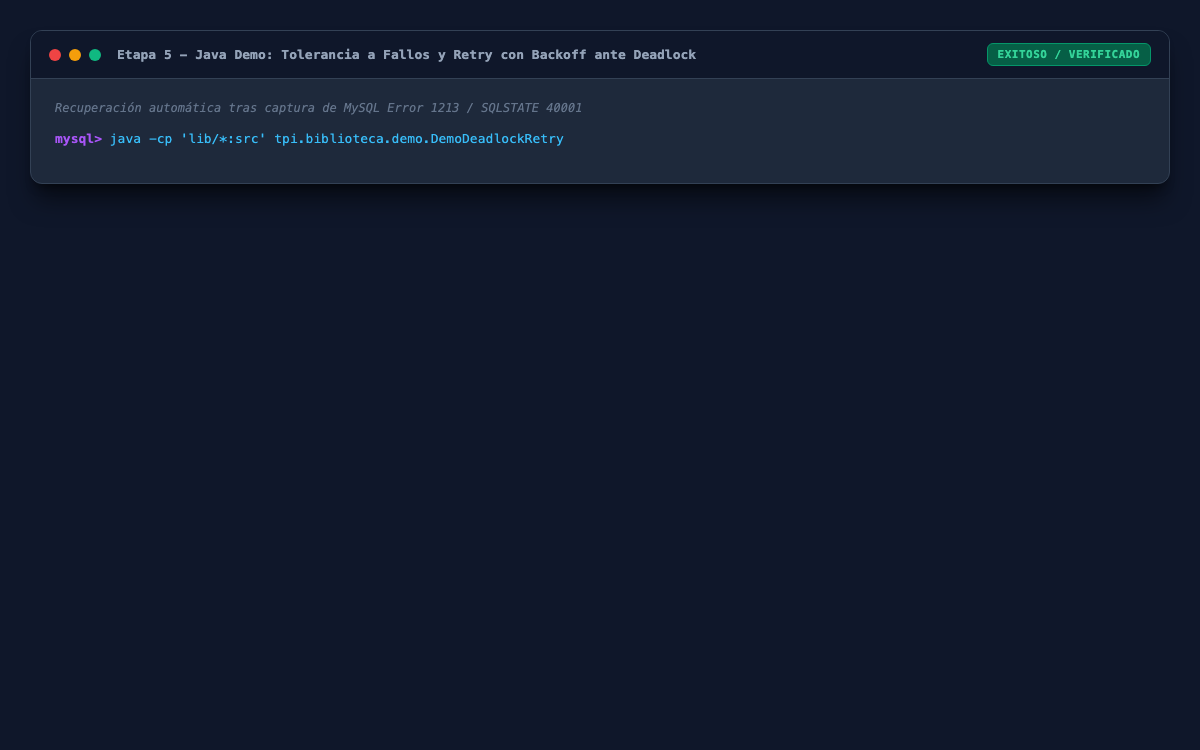 Etapa 5 — Java Demo: Tolerancia a Fallos y Retry con Backoff ante Deadlock
EXITOSO / VERIFICADO
Recuperación automática tras captura de MySQL Error 1213 / SQLSTATE 40001
mysql> java -cp 'lib/*:src' tpi.biblioteca.demo.DemoDeadlockRetry